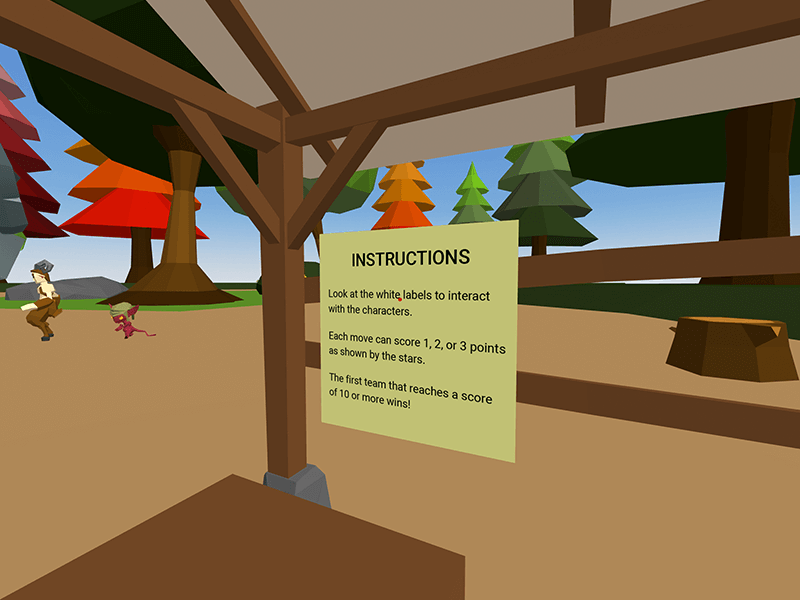 INSTRUCTIONS
Look at the white labels to interact
with the characters.
Each move can score 1, 2, or 3 points
as shown by the stars.
The first team that reaches a score
of 10 or more wins!